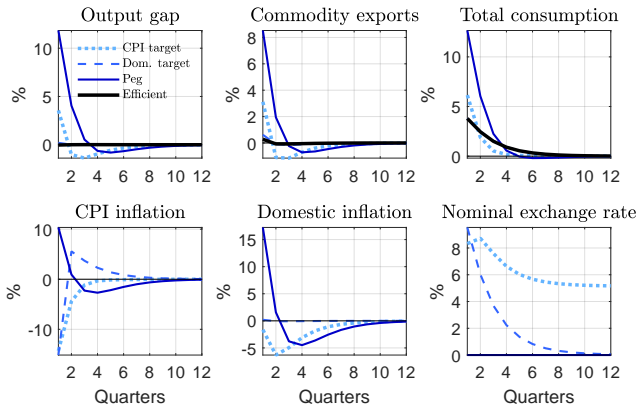 Output gap
Commodity exports
Total consumption
10
5
0
%
CPI target
Dom. target
Peg
Efficient
2 4 6 8 10 12
8
6
4
2
0
%
2 4 6 8 10 12
10
5
0
%
2 4 6 8 10 12
CPI inflation
Domestic inflation
Nominal exchange rate
10
0
-10
%
2 4 6 8 10 12
Quarters
15
10
5
0
-5
%
2 4 6 8 10 12
Quarters
8
6
4
2
0
%
2 4 6 8 10 12
Quarters